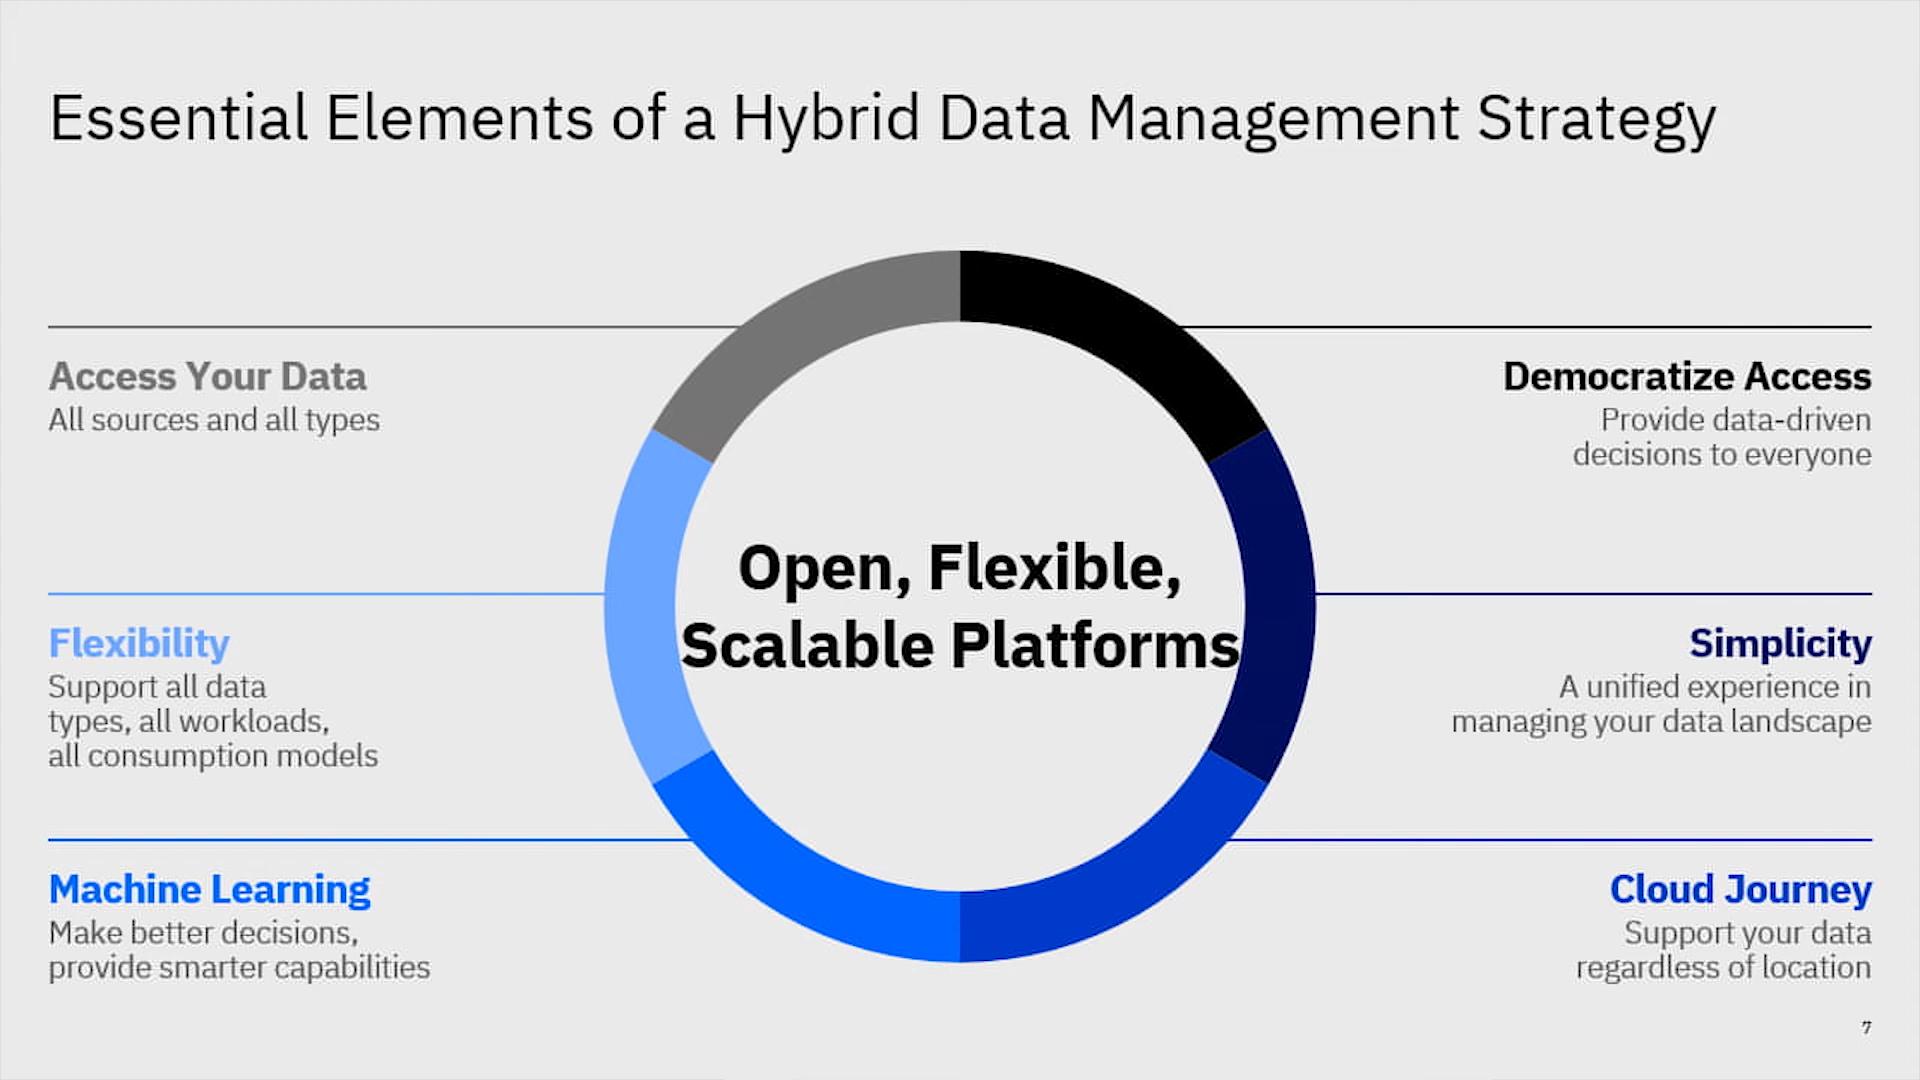 Essential Elements of a Hybrid Data Management Strategy
Access Your Data
All sources and all types
Flexibility
Support all data
types, all workloads,
all consumption models
Machine Learning
Make better decisions,
provide smarter capabilities
Open, Flexible,
Scalable Platforms
Democratize Access
Provide data-driven
decisions to everyone
Simplicity
A unified experience in
managing your data landscape
Cloud Journey
Support your data
regardless of location
7